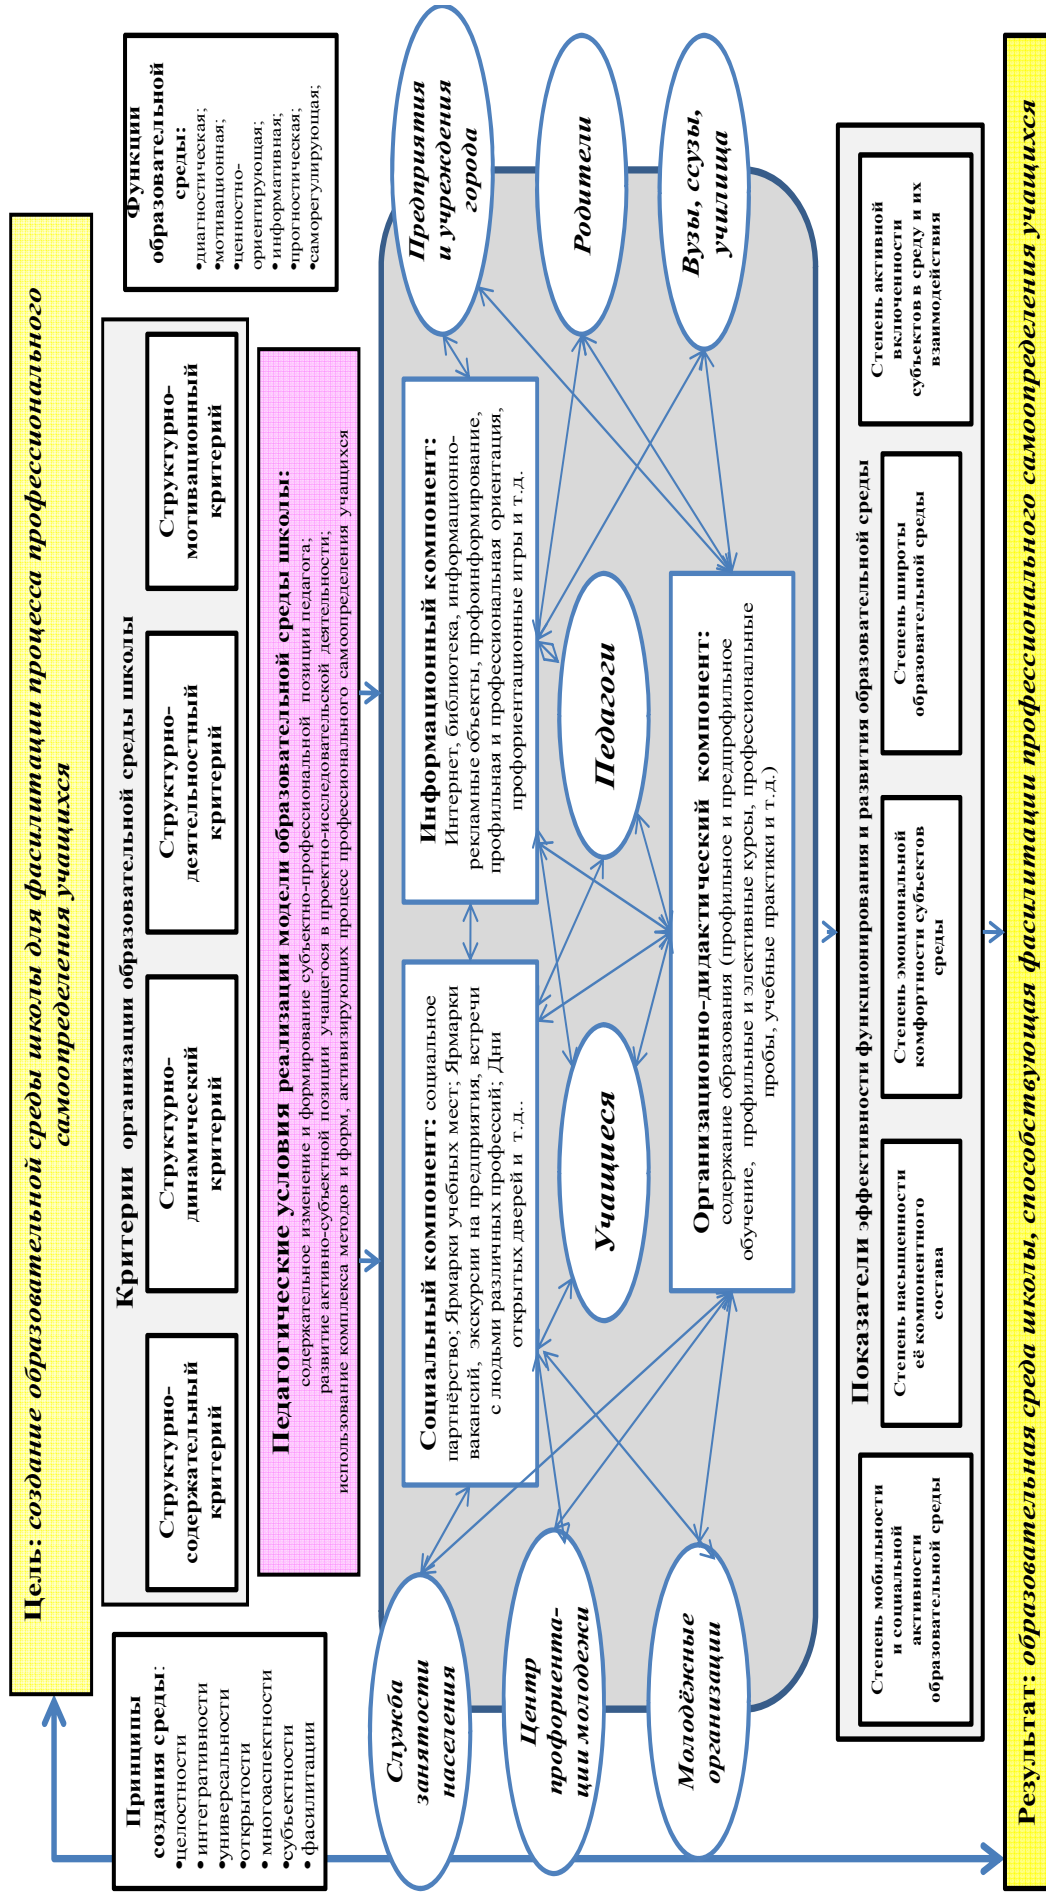 Цель: создание образовательной среды школы для фасилитации процесса профессионального
самоопределения учащихся
Принципы
создания среды:
•целостности
• интегративности
•универсальности
•открытости
• многоаспектности
•субъектности
• фасилитации
Критерии организации образовательной среды школы
Структурно-
содержательный
критерий
Структурно-
динамический
критерий
Структурно-
деятельностный
критерий
Структурно-
мотивационный
критерий
Функции
образовательной
среды:
•диагностическая;
•мотивационная;
•ценностно-
ориентирующая;
• информативная;
•прогностическая;
•саморегулирующая;
Педагогические условия реализации модели образовательной среды школы:
содержательное изменение и формирование субъектно-профессиональной позиции педагога;
развитие активно-субъектной позиции учащегося в проектно-исследовательской деятельности;
использование комплекса методов и форм, активизирующих процесс профессионального самоопределения учащихся
Служба
занятости
населения
Центр
профориента-
ции молодежи
Молодёжные
организации
Социальный компонент: социальное
партнёрство; Ярмарки учебных мест; Ярмарки
вакансий, экскурсии на предприятия, встречи
с людьми различных профессий; Дни
открытых дверей и т.д..
Информационный компонент:
Интернет, библиотека, информационно-
рекламные объекты, профоинформирование,
профильная и профессиональная ориентация,
профориентационные игры и т.д.
Учащиеся
Педагоги
Организационно-дидактический компонент:
содержание образования (профильное и предпрофильное
обучение, профильные и элективные курсы, профессиональные
пробы, учебные практики и т.д.)
Предприятия
и учреждения
города
Родители
Вузы, ссузы,
училища
Показатели эффективности функционирования и развития образовательной среды
Степень мобильности
и социальной
активности
образовательной среды
Степень насыщенности
её компонентного
состава
Степень эмоциональной
комфортности субъектов
среды
Степень широты
образовательной среды
Степень активной
включенности
субъектов в среду и их
взаимодействия
Результат: образовательная среда школы, способствующая фасилитации профессионального самоопределения учащихся